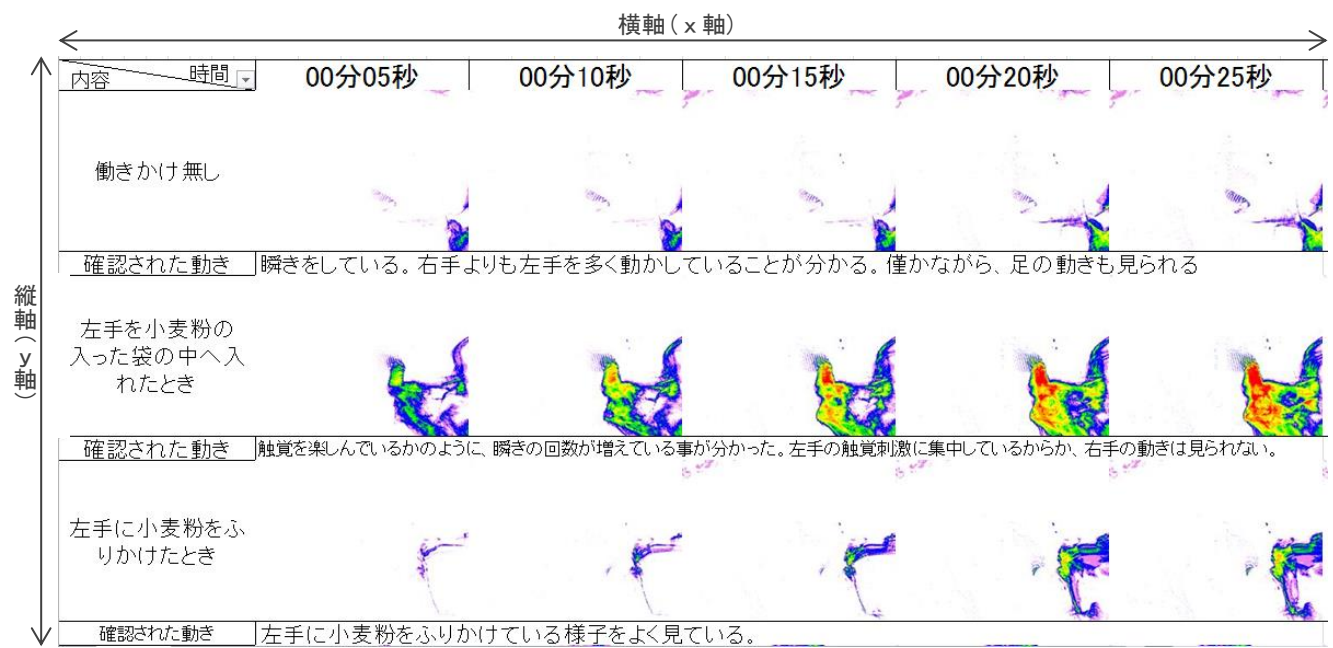 横軸(x軸)
縦軸(y軸)
内容 時間 00分05秒 00分10秒 00分15秒 00分20秒 00分25秒
働きかけ無し
確認された動き 瞬きをしている。右手よりも左手を多く動かしていることが分かる。僅かながら、足の動きも見られる
左手を小麦粉の
入った袋の中へ入
れたとき
確認された動き 触覚を楽しんでいるかのように、瞬きの回数が増えている事が分かった。左手の触覚刺激に集中しているからか、右手の動きは見られない。
左手に小麦粉をふ
りかけたとき
確認された動き 左手に小麦粉をふりかけている様子をよく見ている。